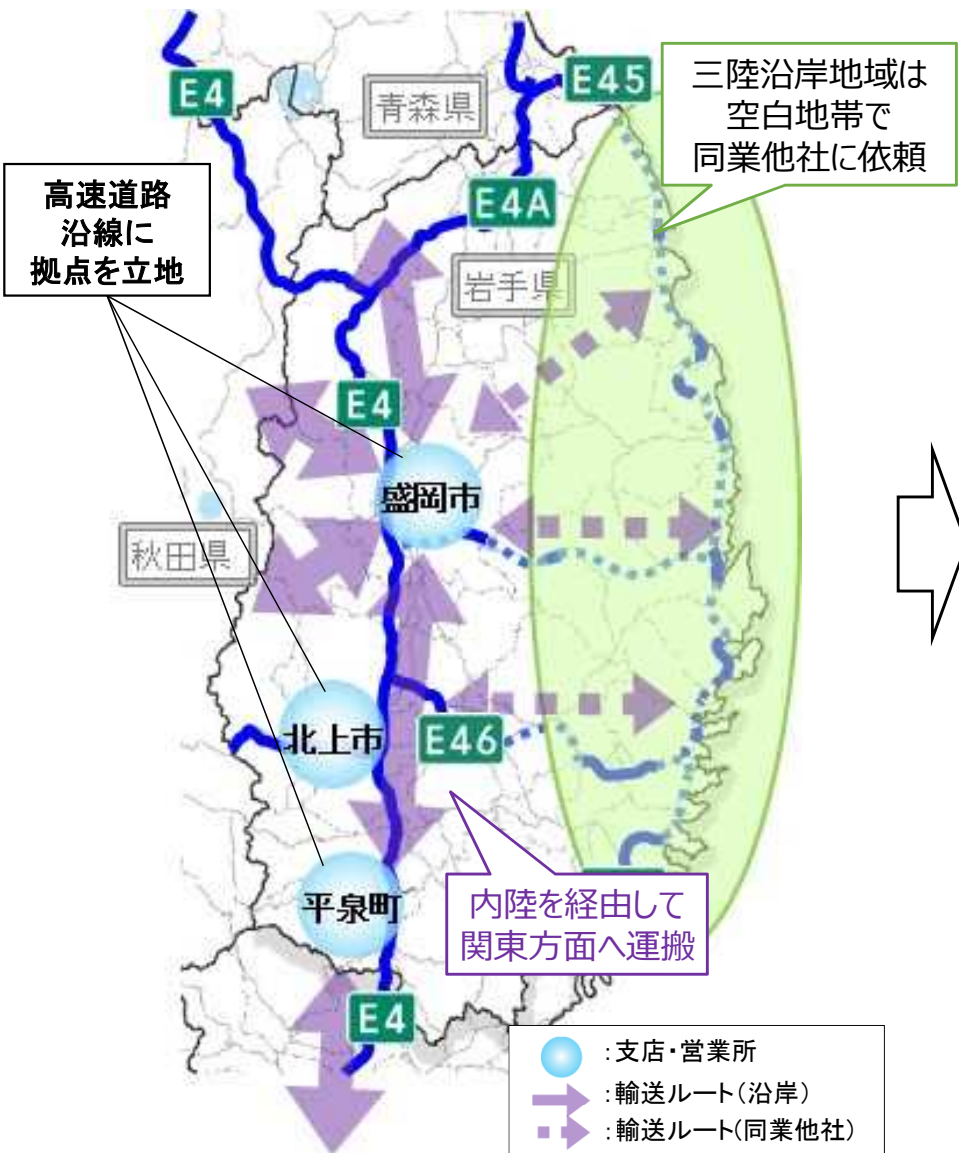 E4
青森県
E45
三陸沿岸地域は
空白地帯で
同業他社に依頼
高速道路
沿線に
拠点を立地
E4A
岩手県
E4
盛岡市
秋田県
北上市
E46
平泉町
内陸を経由して
関東方面へ運搬
E4
:支店・営業所
:輸送ルート(沿岸)
:輸送ルート(同業他社)